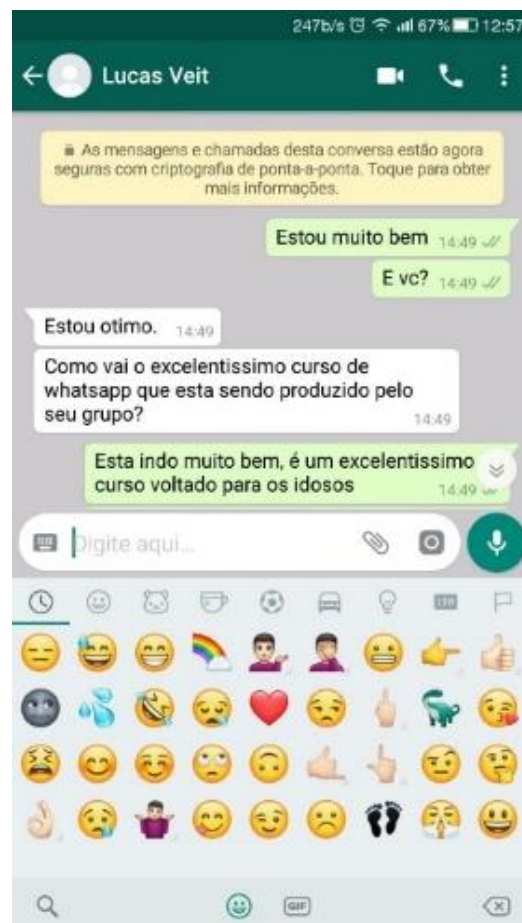 247b/s 67% 12:57
Lucas Veit
As mensagens e chamadas desta conversa estão agora
seguras com criptografia de ponta-a-ponta. Toque para obter
mais informações.
Estou muito bem 14:49
E vc? 14:49
Estou otimo. 14:49
Como vai o excelentissimo curso de
whatsapp que esta sendo produzido pelo
seu grupo? 14:49
Esta indo muito bem, é um excelentissimo
curso voltado para os idosos 14:49
Digite aqui...
GIF